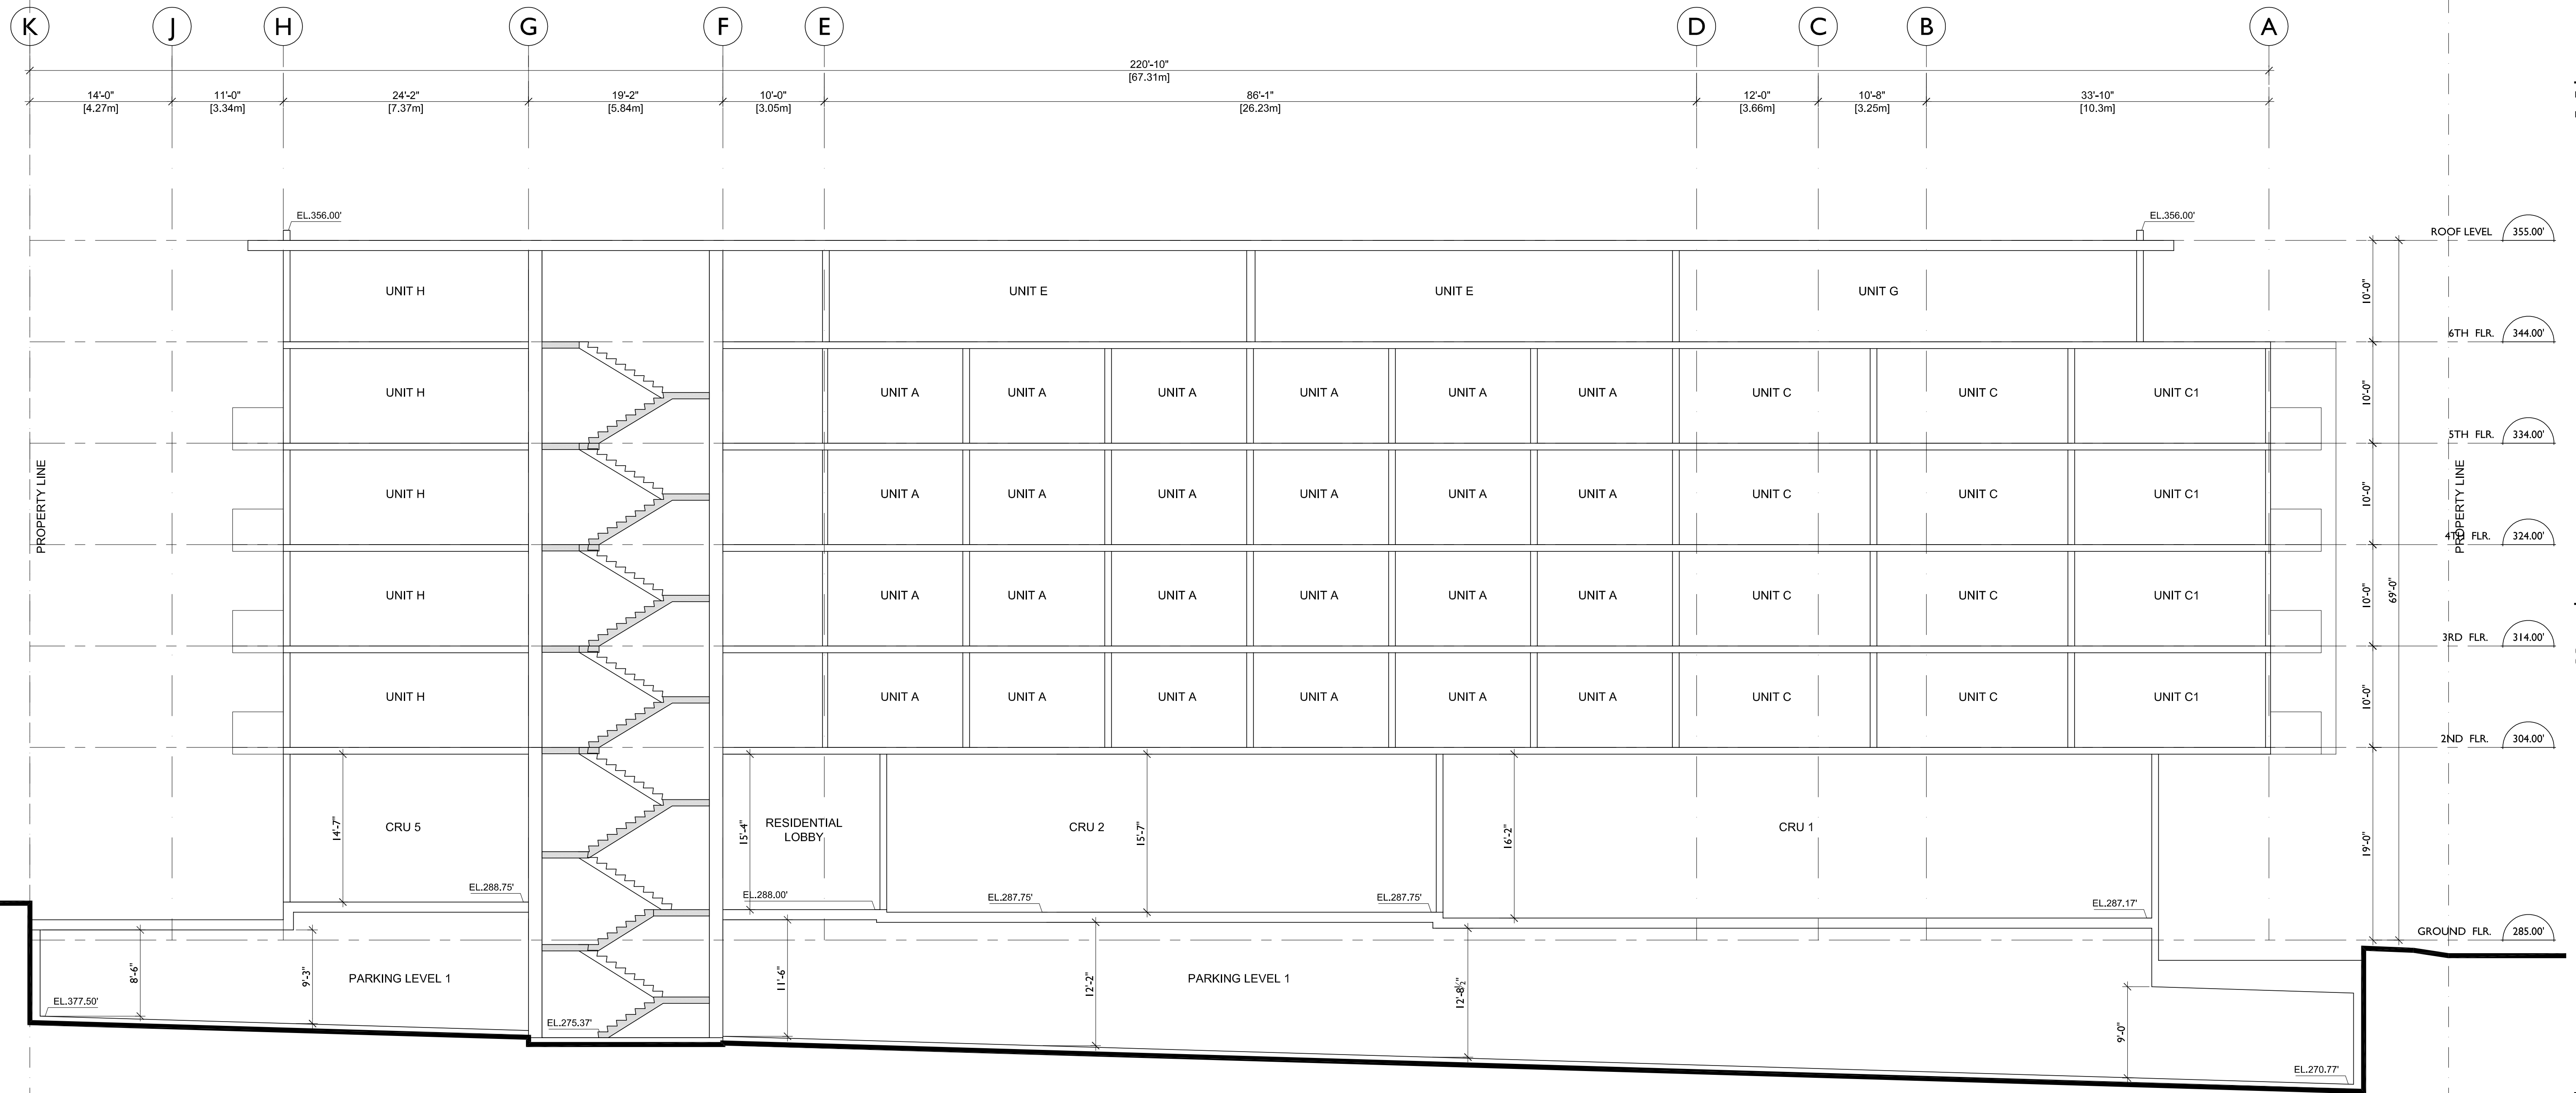 K J H G F E D C B A
220'-10"
[67.31m]
14'-0" 11'-0" 24'-2" 19'-2" 10'-0" 86'-1" 12'-0" 10'-8" 33'-10"
[4.27m] [3.34m] [7.37m] [5.84m] [3.05m] [26.23m] [3.66m] [3.25m] [10.3m]
EL.356.00' EL.356.00'
ROOF LEVEL 355.00'
UNIT H UNIT E UNIT E UNIT G 10'-0"
6TH FLR. 344.00'
UNIT H UNIT A UNIT A UNIT A UNIT A UNIT A UNIT A UNIT C UNIT C UNIT C1 10'-0"
5TH FLR. 334.00'
PROPERTY LINE UNIT H UNIT A UNIT A UNIT A UNIT A UNIT A UNIT A UNIT C UNIT C UNIT C1 10'-0" PROPERTY LINE
4TH FLR. 324.00'
UNIT H UNIT A UNIT A UNIT A UNIT A UNIT A UNIT A UNIT C UNIT C UNIT C1 10'-0" 69'-0"
3RD FLR. 314.00'
UNIT H UNIT A UNIT A UNIT A UNIT A UNIT A UNIT A UNIT C UNIT C UNIT C1 10'-0"
2ND FLR. 304.00'
14'-7" CRU 5 15'-4" RESIDENTIAL
LOBBY CRU 2 15'-7" 16'-2" CRU 1 19'-0"
EL.288.75' EL.288.00' EL.287.75' EL.287.75' EL.287.17'
GROUND FLR. 285.00'
8'-6" 9'-3" PARKING LEVEL 1 11'-6" 12'-2" PARKING LEVEL 1 12'-8½" 9'-0"
EL.377.50' EL.275.37' EL.270.77'